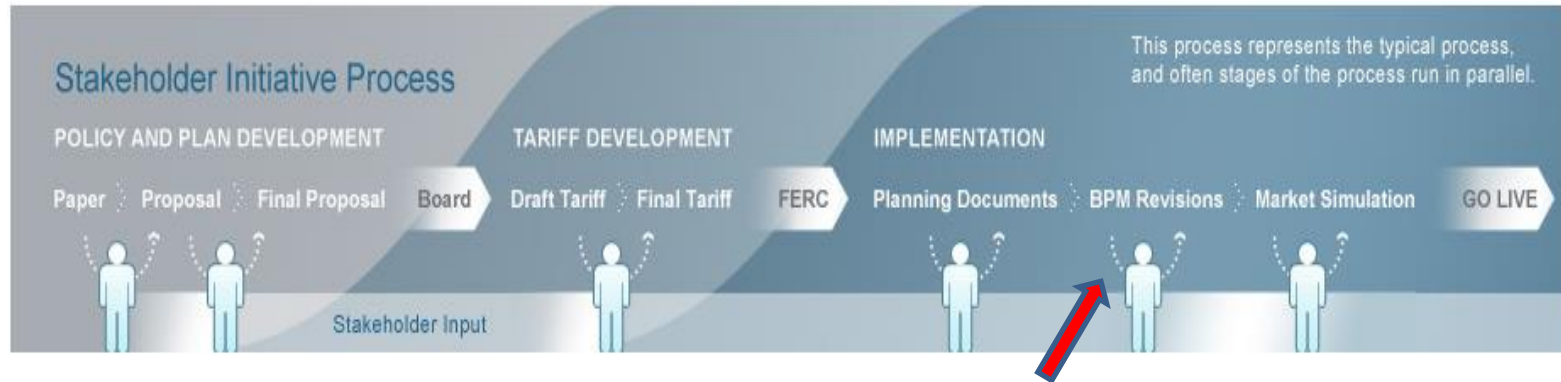 This process represents the typical process,
and often stages of the process run in parallel.
Stakeholder Initiative Process
POLICY AND PLAN DEVELOPMENT TARIFF DEVELOPMENT IMPLEMENTATION
Paper Proposal Final Proposal Board Draft Tariff Final Tariff FERC Planning Documents BPM Revisions Market Simulation GO LIVE
Stakeholder Input